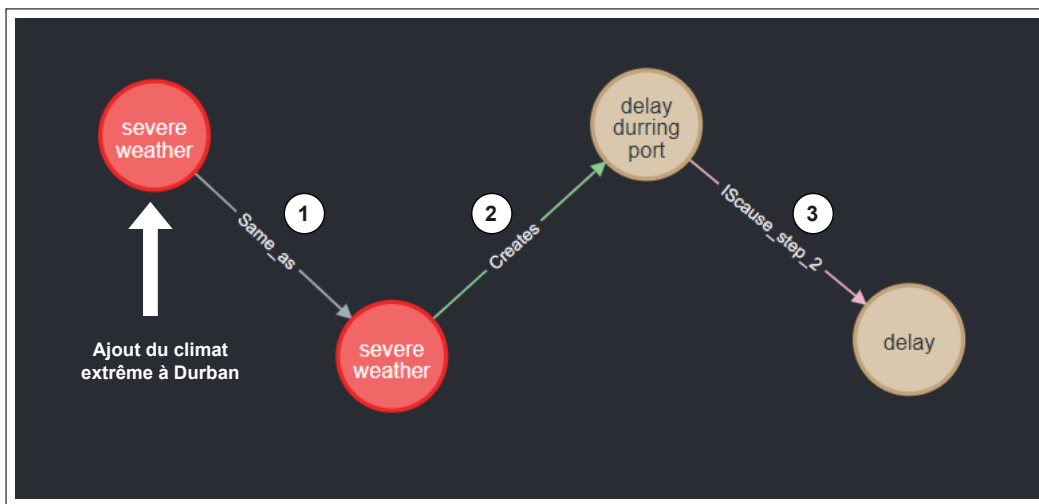 severe
weather
delay
durring
port
Same_as
1
2
Creates
IScause_step_2
3
severe
weather
delay
Ajout du climat
extrême à Durban